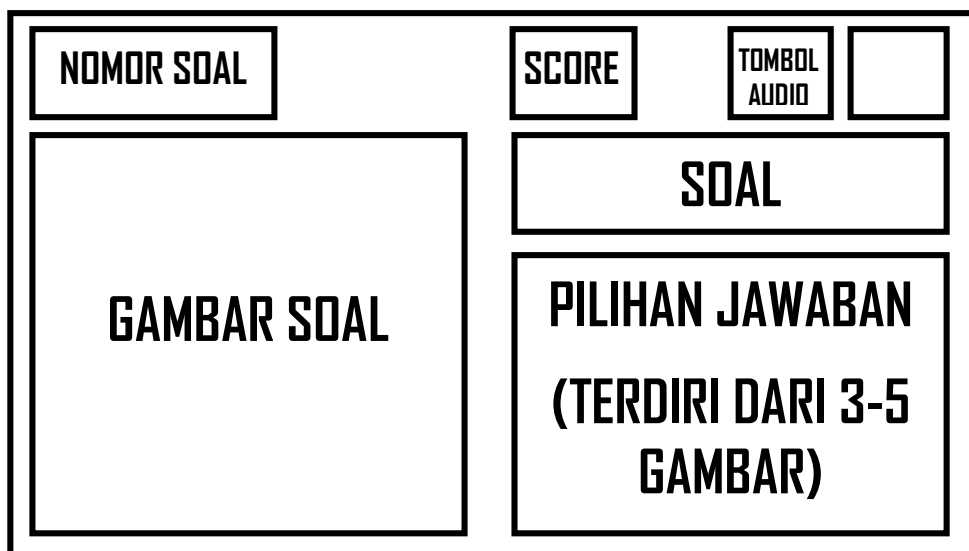 NOMOR SOAL
SCORE
TOMBOL
AUDIO
SOAL
GAMBAR SOAL
PILIHAN JAWABAN
(TERDIRI DARI 3-5
GAMBAR)